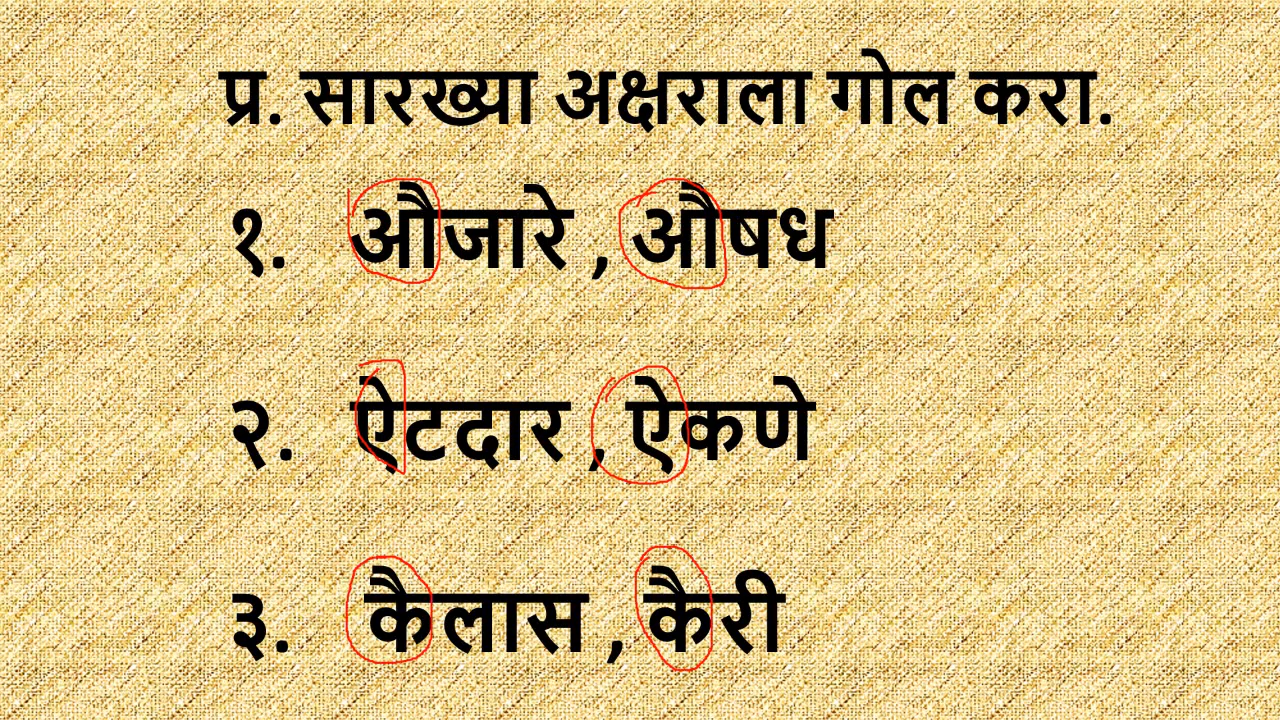 प्र. सारख्या अक्षराला गोल करा.
१. औजारे , औषध
२. ऐटदार , ऐकणे
३. कैलास , कैरी